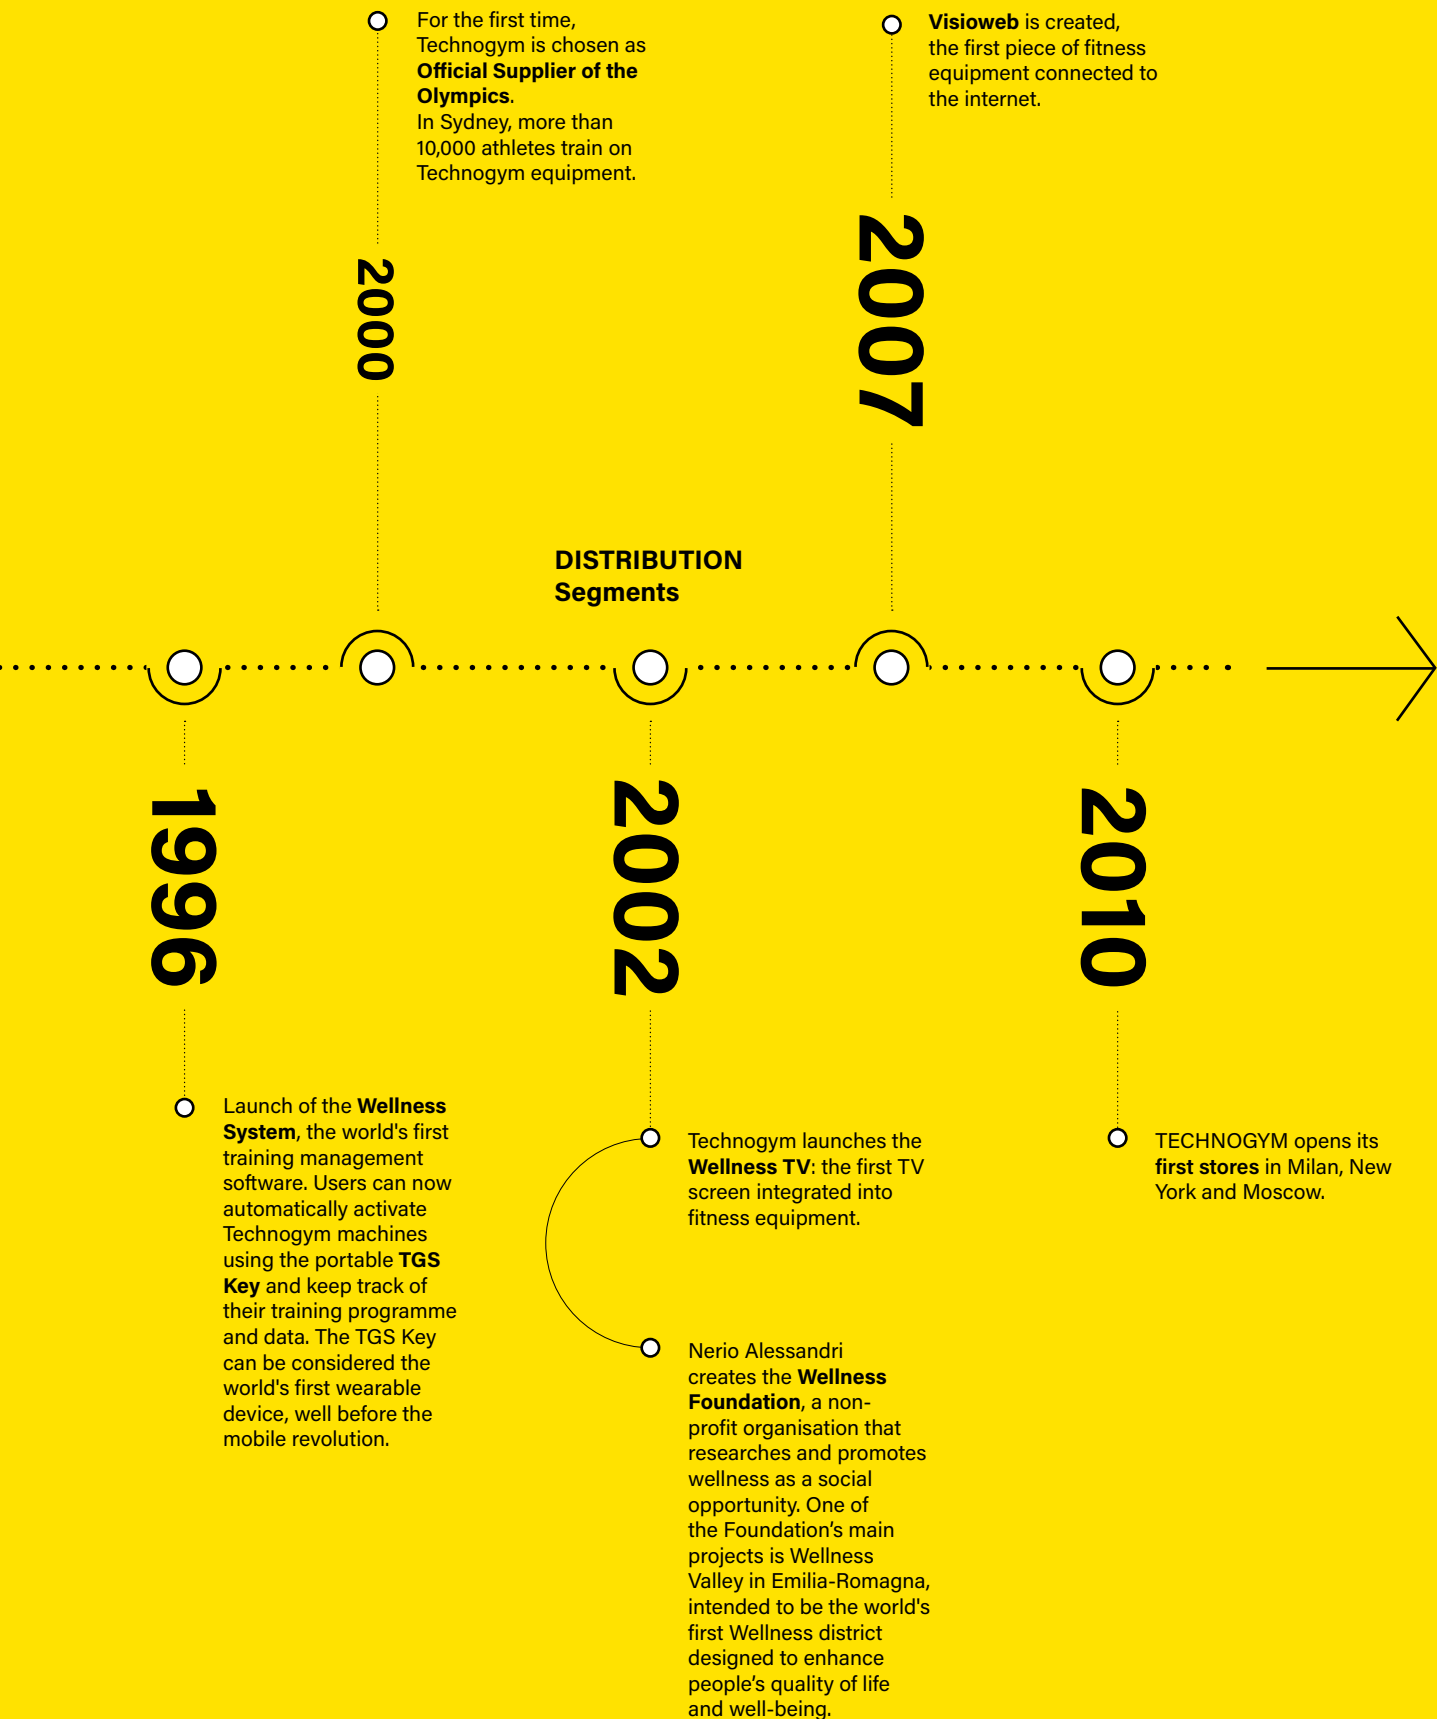 For the first time,
Technogym is chosen as
Official Supplier of the
Olympics.
In Sydney, more than
10,000 athletes train on
Technogym equipment.
2000
Visioweb is created,
the first piece of fitness
equipment connected to
the internet.
2007
DISTRIBUTION
Segments
1996
Launch of the Wellness
System, the world's first
training management
software. Users can now
automatically activate
Technogym machines
using the portable TGS
Key and keep track of
their training programme
and data. The TGS Key
can be considered the
world's first wearable
device, well before the
mobile revolution.
2002
Technogym launches the
Wellness TV: the first TV
screen integrated into
fitness equipment.
Nerio Alessandri
creates the Wellness
Foundation, a non-
profit organisation that
researches and promotes
wellness as a social
opportunity. One of
the Foundation’s main
projects is Wellness
Valley in Emilia-Romagna,
intended to be the world's
first Wellness district
designed to enhance
people’s quality of life
and well-being.
2010
TECHNOGYM opens its
first stores in Milan, New
York and Moscow.